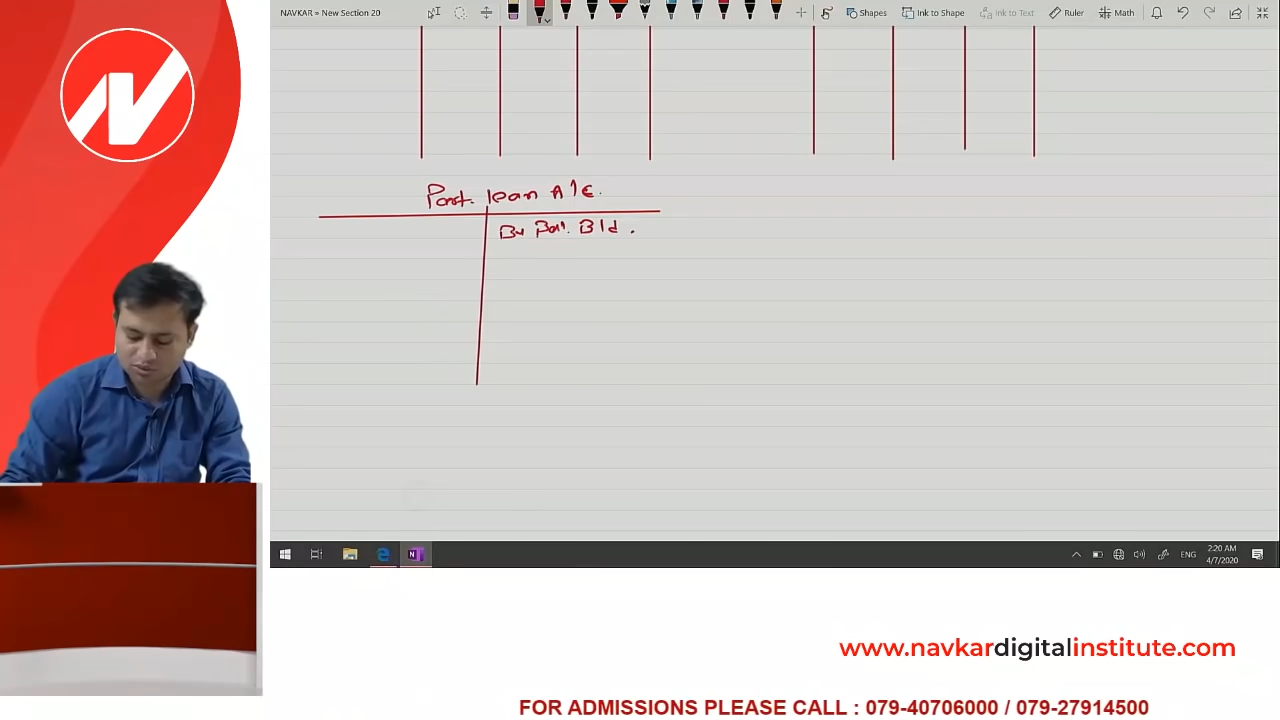 NAVKAR » New Section 20
Shapes
Ink to Shape
Ink to Text
Ruler
Math
Part. loan A/c.
By Bal. B/d.
ENG
2:20 AM
4/7/2020
www.navkardigitalinstitute.com
FOR ADMISSIONS PLEASE CALL : 079-40706000 / 079-27914500